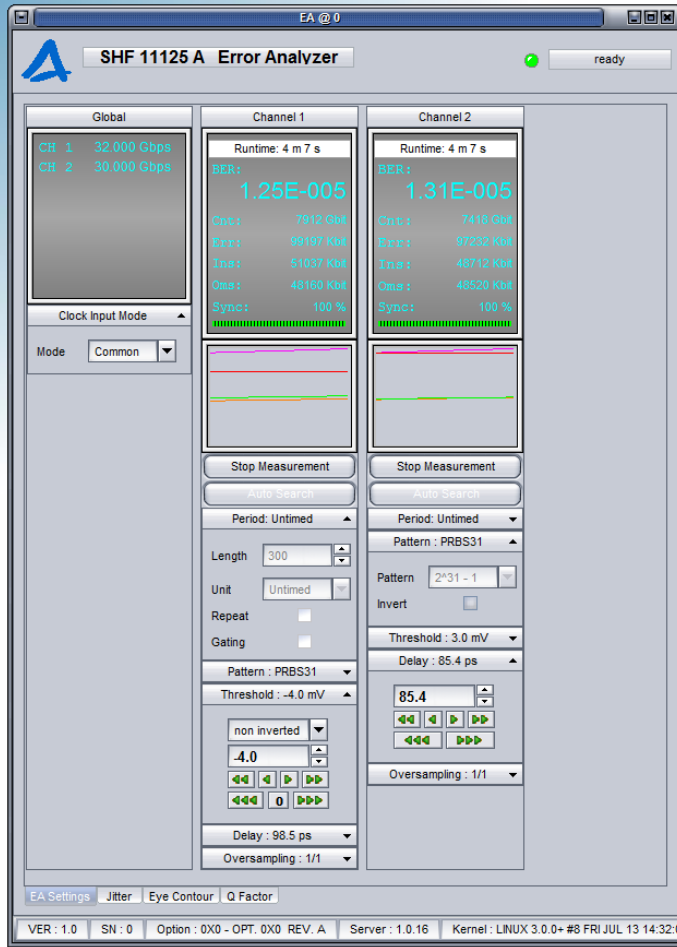 EA @ 0
SHF 11125 A Error Analyzer
ready
Global
CH 1 32.000 Gbps
CH 2 30.000 Gbps
Clock Input Mode
Mode Common
Channel 1
Runtime: 4 m 7 s
BER:
1.25E-005
Cnt: 7912 Gbit
Err: 99197 Kbit
Ins: 51037 Kbit
Oms: 48160 Kbit
Sync: 100 %
Stop Measurement
Auto Search
Period: Untimed
Length 300
Unit Untimed
Repeat
Gating
Pattern : PRBS31
Threshold : -4.0 mV
non inverted
-4.0
0
Delay : 98.5 ps
Oversampling : 1/1
Channel 2
Runtime: 4 m 7 s
BER:
1.31E-005
Cnt: 7418 Gbit
Err: 97232 Kbit
Ins: 48712 Kbit
Oms: 48520 Kbit
Sync: 100 %
Stop Measurement
Auto Search
Period: Untimed
Pattern : PRBS31
Pattern 2^31 - 1
Invert
Threshold : 3.0 mV
Delay : 85.4 ps
85.4
Oversampling : 1/1
EA Settings Jitter Eye Contour Q Factor
VER : 1.0 SN : 0 Option : 0X0 - OPT. 0X0 REV. A Server : 1.0.16 Kernel : LINUX 3.0.0+ #8 FRI JUL 13 14:32: